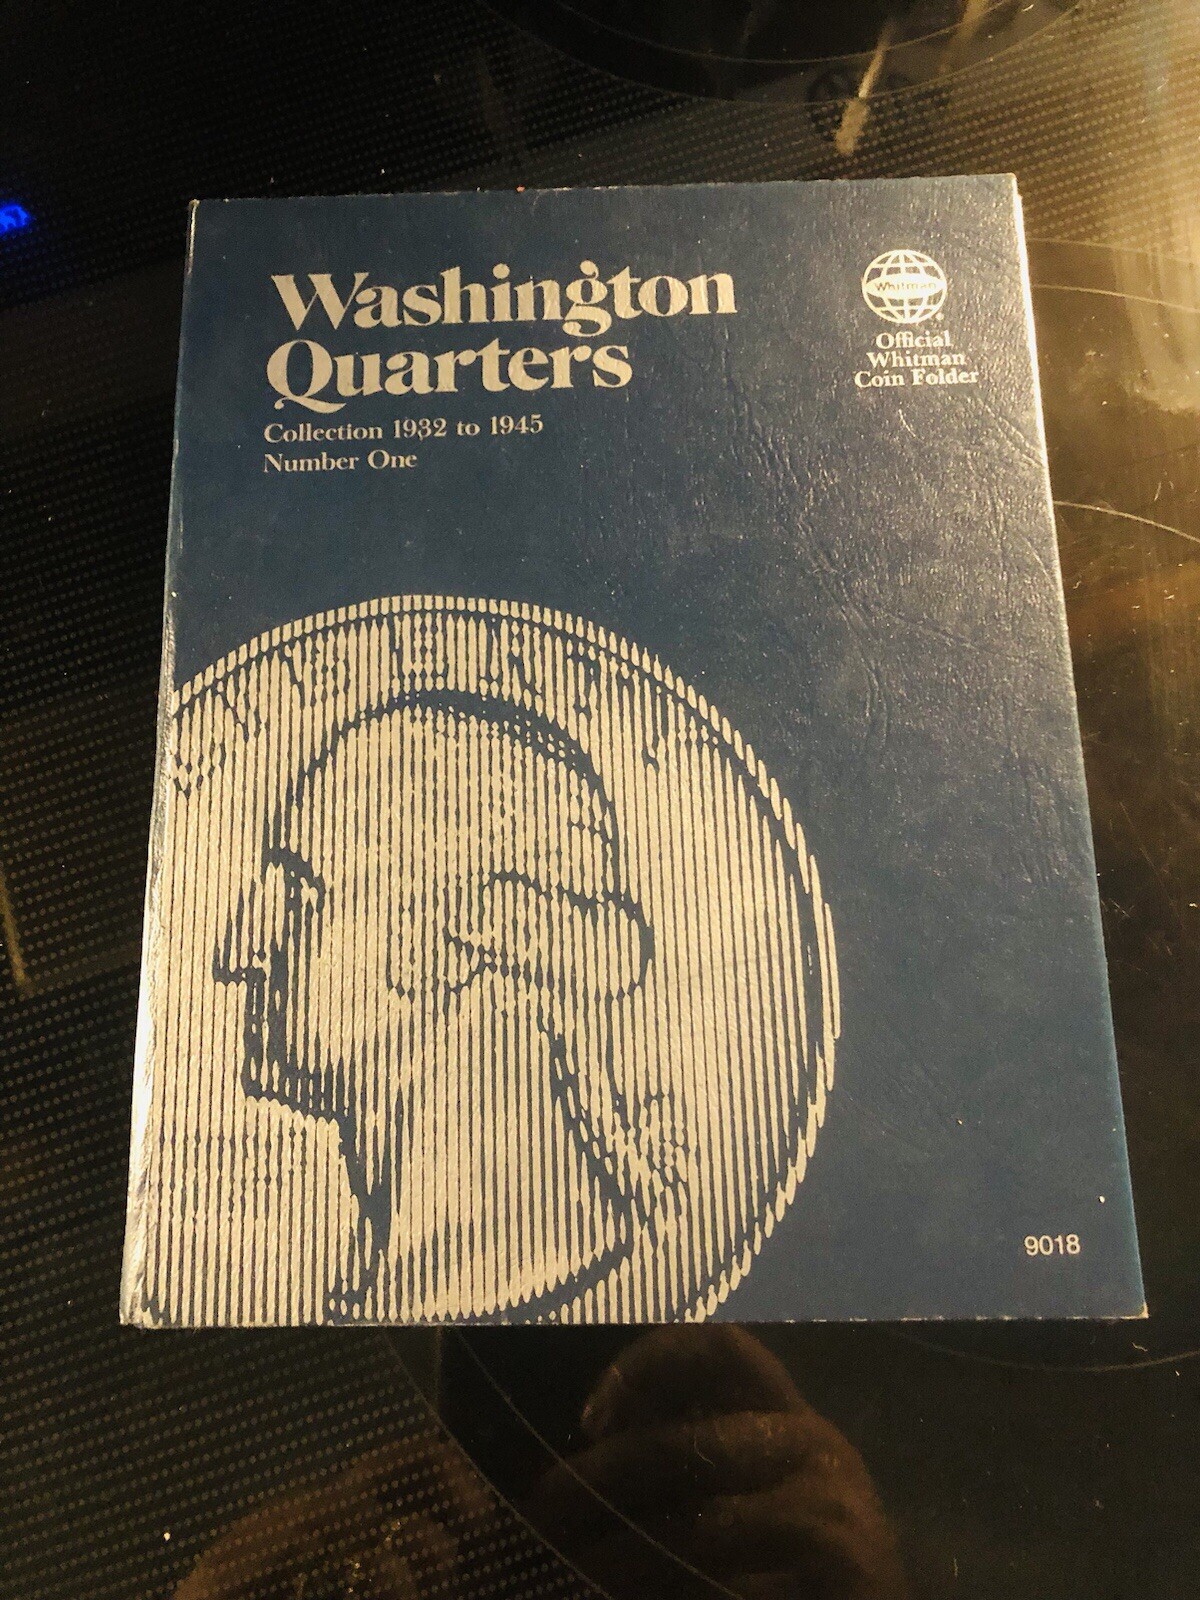 Washington
Quarters
Collection 1932 to 1945
Number One
Whitman
Official
Whitman
Coin Folder
9018